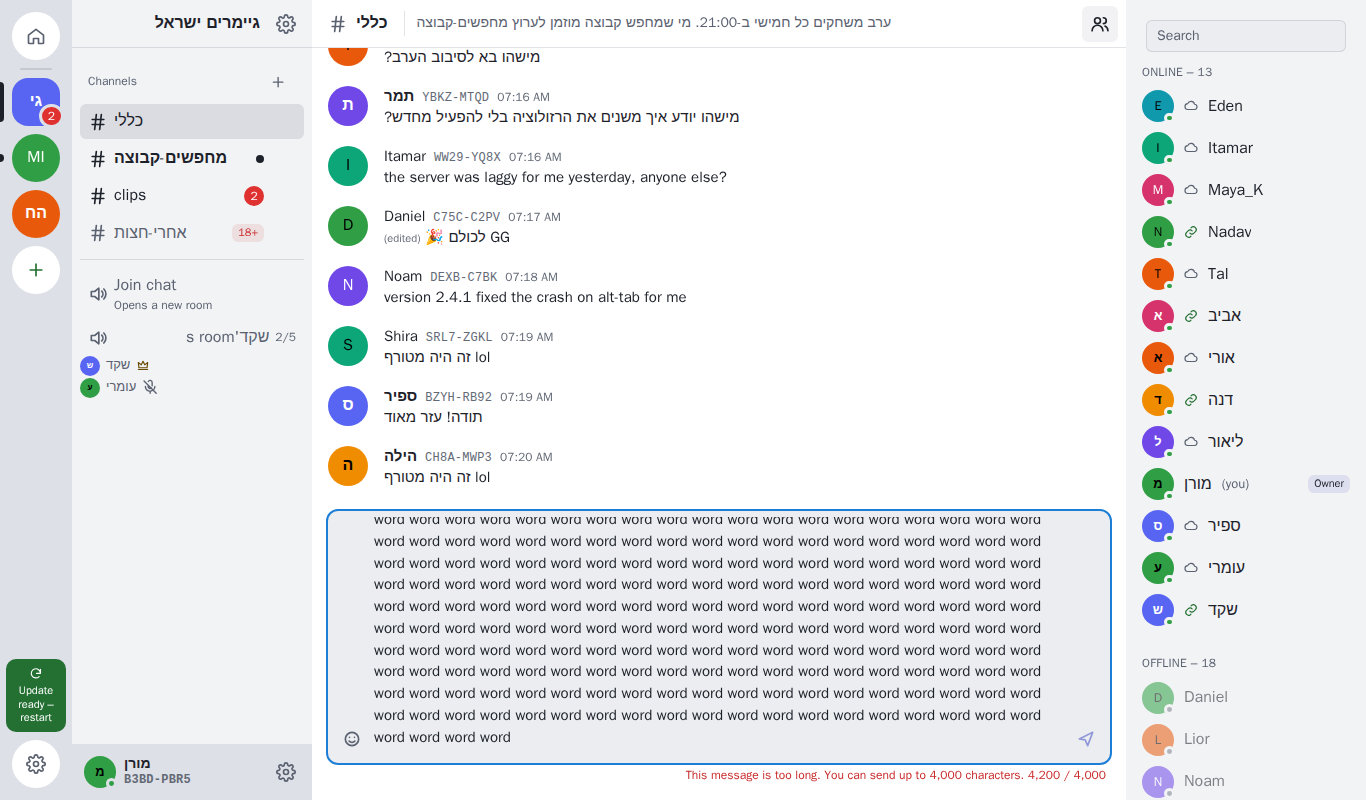 גי
2
MI
הח
Update
ready –
restart
גיימרים ישראל
Channels
כללי
מחפשים-קבוצה
clips
2
אחרי-חצות
18+
Join chat
Opens a new room
שקד's room
2/5
ש
שקד
ע
עומרי
מ
מורן
B3BD-PBR5
# כללי
ערב משחקים כל חמישי ב-21:00. מי שמחפש קבוצה מוזמן לערוץ מחפשים-קבוצה
מישהו בא לסיבוב הערב?
ת
תמר YBKZ-MTQD 07:16 AM
מישהו יודע איך משנים את הרזולוציה בלי להפעיל מחדש?
I
Itamar WW29-YQ8X 07:16 AM
the server was laggy for me yesterday, anyone else?
D
Daniel C75C-C2PV 07:17 AM
GG לכולם 🎉 (edited)
N
Noam DEXB-C7BK 07:18 AM
version 2.4.1 fixed the crash on alt-tab for me
S
Shira SRL7-ZGKL 07:19 AM
lol זה היה מטורף
ס
ספיר BZYH-RB92 07:19 AM
תודה! עזר מאוד
ה
הילה CH8A-MWP3 07:20 AM
lol זה היה מטורף
word word word word word word word word word word word word word word word word word word word
word word word word word word word word word word word word word word word word word word word
word word word word word word word word word word word word word word word word word word word
word word word word word word word word word word word word word word word word word word word
word word word word word word word word word word word word word word word word word word word
word word word word word word word word word word word word word word word word word word word
word word word word word word word word word word word word word word word word word word word
word word word word word word word word word word word word word word word word word word word
word word word word word word word word word word word word word word word word word word word
word word word word word word word word word word word word word word word word word word word
word word word word
This message is too long. You can send up to 4,000 characters. 4,200 / 4,000
Search
ONLINE – 13
E
Eden
I
Itamar
M
Maya_K
N
Nadav
T
Tal
א
אביב
א
אורי
ד
דנה
ל
ליאור
מ
מורן (you) Owner
ס
ספיר
ע
עומרי
ש
שקד
OFFLINE – 18
D
Daniel
L
Lior
N
Noam